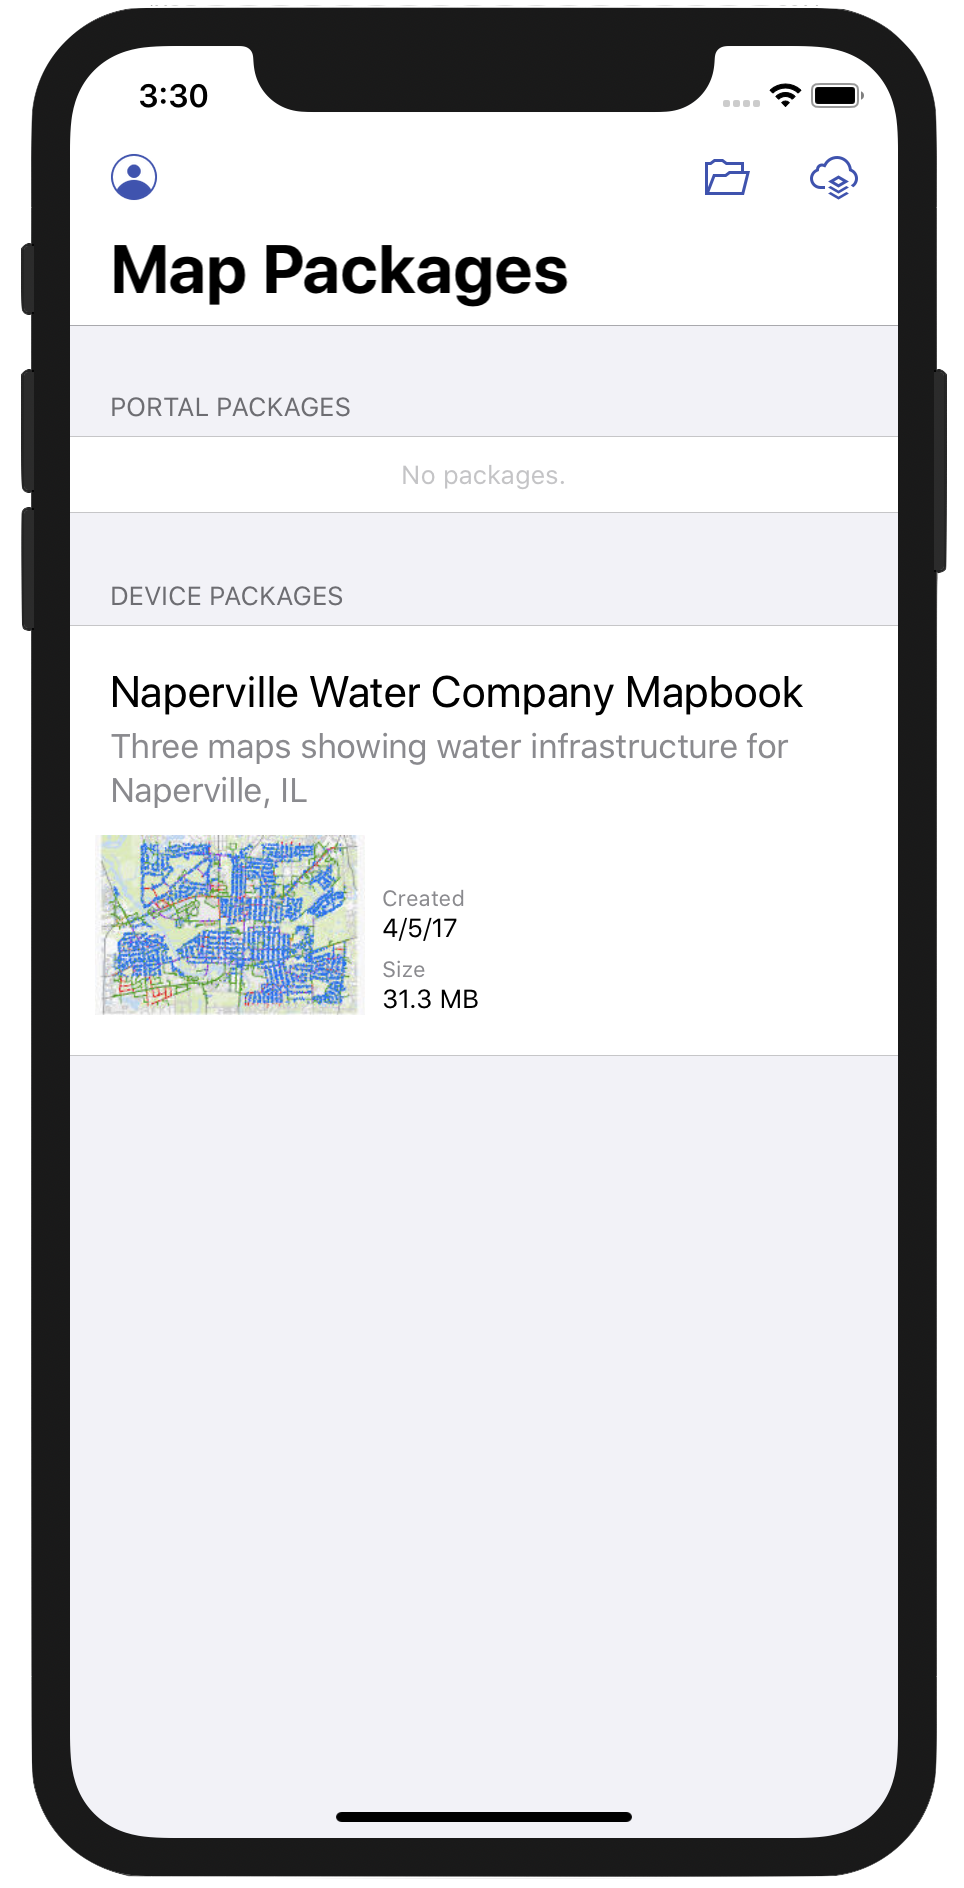 3:30
Map Packages
PORTAL PACKAGES
No packages.
DEVICE PACKAGES
Naperville Water Company Mapbook
Three maps showing water infrastructure for
Naperville, IL
Created
4/5/17
Size
31.3 MB